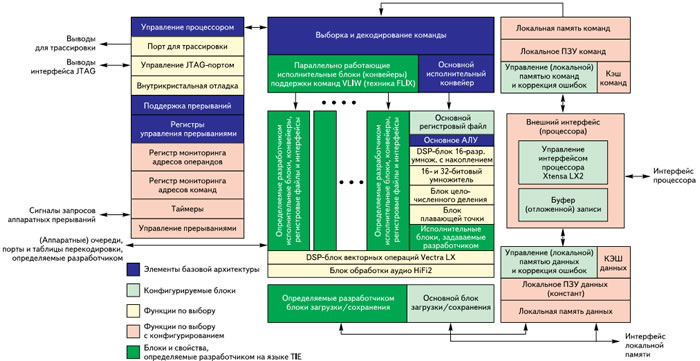 Управление процессором
Порт для трассировки
Управление JTAG-портом
Внутрикристальная отладка
Поддержка прерываний
Регистры
управления прерываниями
Регистр мониторинга
адресов операндов
Регистр мониторинга
адресов команд
Таймеры
Управление прерываниями
Выводы
для трассировки
Выводы
интерфейса JTAG
Сигналы запросов
аппаратных прерываний
(Аппаратные) очереди,
порты и таблицы перекодировки,
определяемые разработчиком
Выборка и декодирование команды
Параллельно работающие
исполнительные блоки (конвейеры)
поддержки команд VLIW (техника FLIX)
Основной
исполнительный
конвейер
Определяемые разработчиком
исполнительные блоки, конвейеры,
регистровые файлы и интерфейсы
Определяемые разработчиком
исполнительные блоки, конвейеры,
регистровые файлы и интерфейсы
Основной
регистровый файл
Основное АЛУ
DSP-блок 16-разр.
умнож. с накоплением
16- и 32-битовый
умножитель
Блок цело-
численного деления
Блок
плавающей точки
Исполнительные
блоки, задаваемые
разработчиком
DSP-блок векторных операций Vectra LX
Блок обработки аудио HiFi2
Определяемые разработчиком
блоки загрузки/сохранения
Основной блок
загрузки/сохранения
Локальная память команд
Локальное ПЗУ команд
Управление (локальной)
памятью команд
и коррекция ошибок
Кэш
команд
Внешний интерфейс
(процессора)
Управление
интерфейсом
процессора
Xtensa LX2
Буфер
(отложенной) записи
Интерфейс
процессора
Управление (локальной)
памятью данных
и коррекция ошибок
КЭШ
данных
Локальное ПЗУ данных
(констант)
Локальная память данных
Интерфейс
локальной
памяти
Элементы базовой архитектуры
Конфигурируемые блоки
Функции по выбору
Функции по выбору
с конфигурированием
Блоки и свойства,
определяемые разработчиком на языке TIE